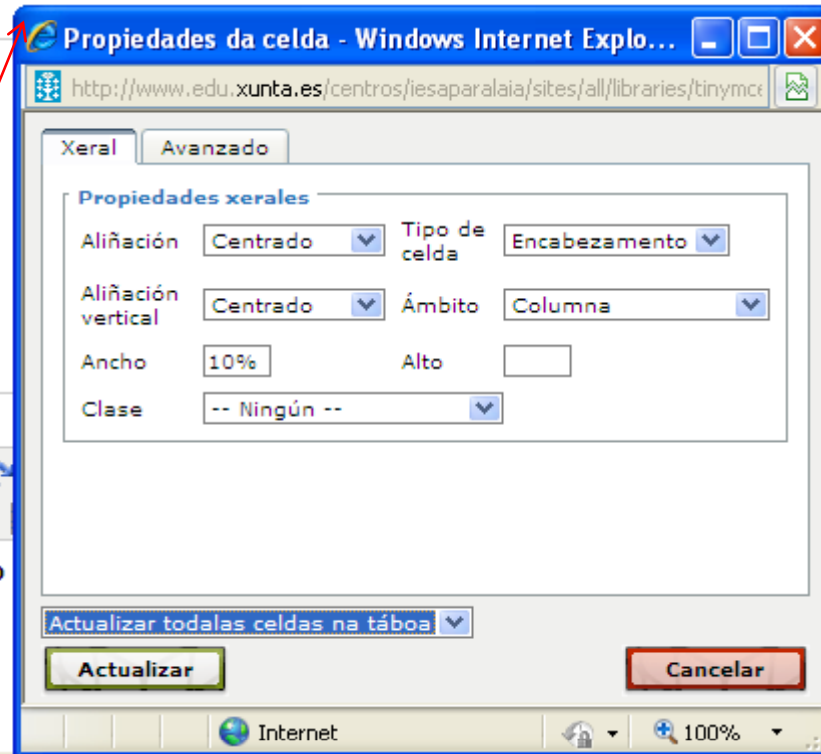 Propiedades da celda - Windows Internet Explo...
http://www.edu.xunta.es/centros/iesaparalaia/sites/all/libraries/tinymce
Xeral Avanzado
Propiedades xerales
Aliñación Centrado Tipo de celda Encabezamento
Aliñación vertical Centrado Ámbito Columna
Ancho 10% Alto
Clase -- Ningún --
Actualizar todalas celdas na táboa
Actualizar Cancelar
Internet 100%